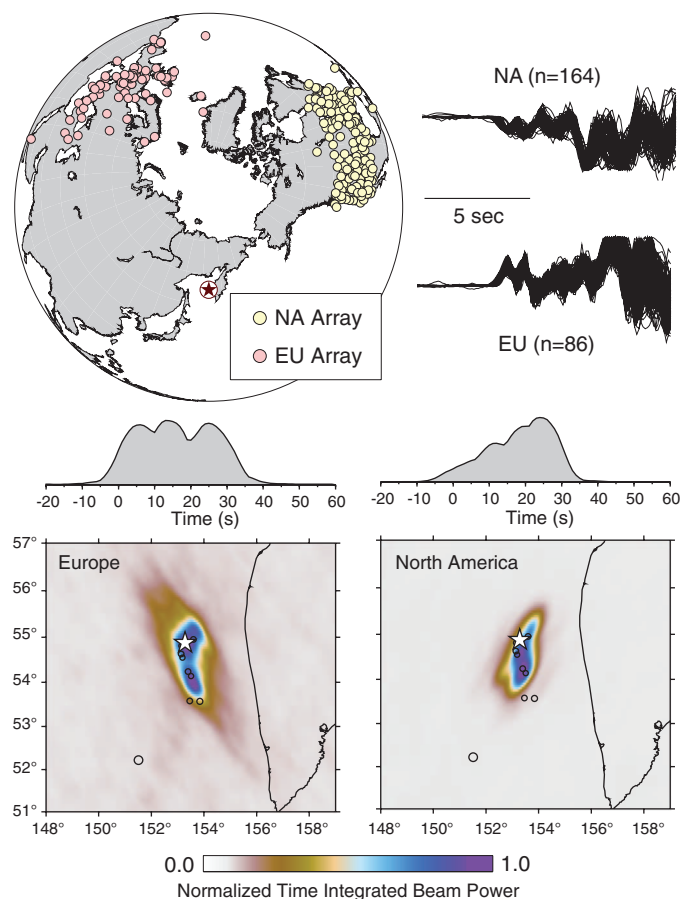 NA (n=164)
5 sec
NA Array
EU Array
EU (n=86)
-20 -10 0 10 20 30 40 50 60
Time (s)
-20 -10 0 10 20 30 40 50 60
Time (s)
Europe
57°
56°
55°
54°
53°
52°
51°
148° 150° 152° 154° 156° 158°
North America
148° 150° 152° 154° 156° 158°
0.0 1.0
Normalized Time Integrated Beam Power